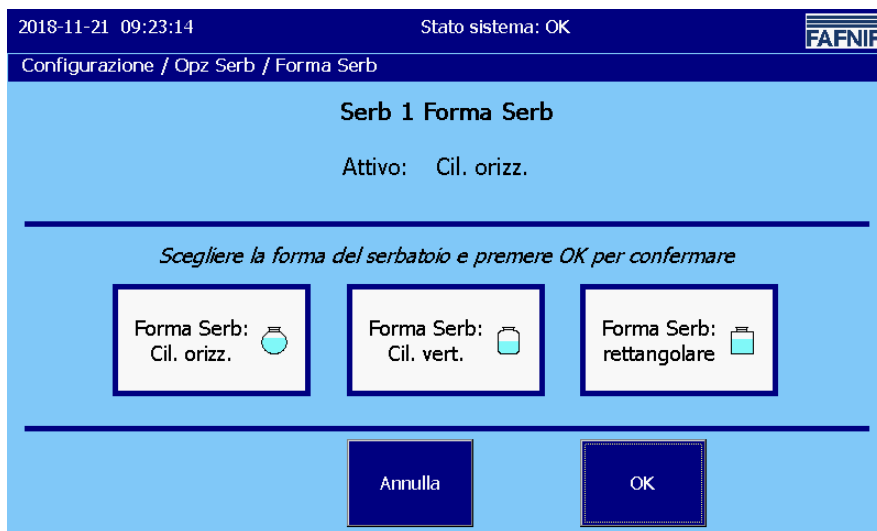 2018-11-21 09:23:14
Stato sistema: OK
FAFNIR
Configurazione / Opz Serb / Forma Serb
Serb 1 Forma Serb
Attivo: Cil. orizz.
Scegliere la forma del serbatoio e premere OK per confermare
Forma Serb:
Cil. orizz.
Forma Serb:
Cil. vert.
Forma Serb:
rettangolare
Annulla
OK